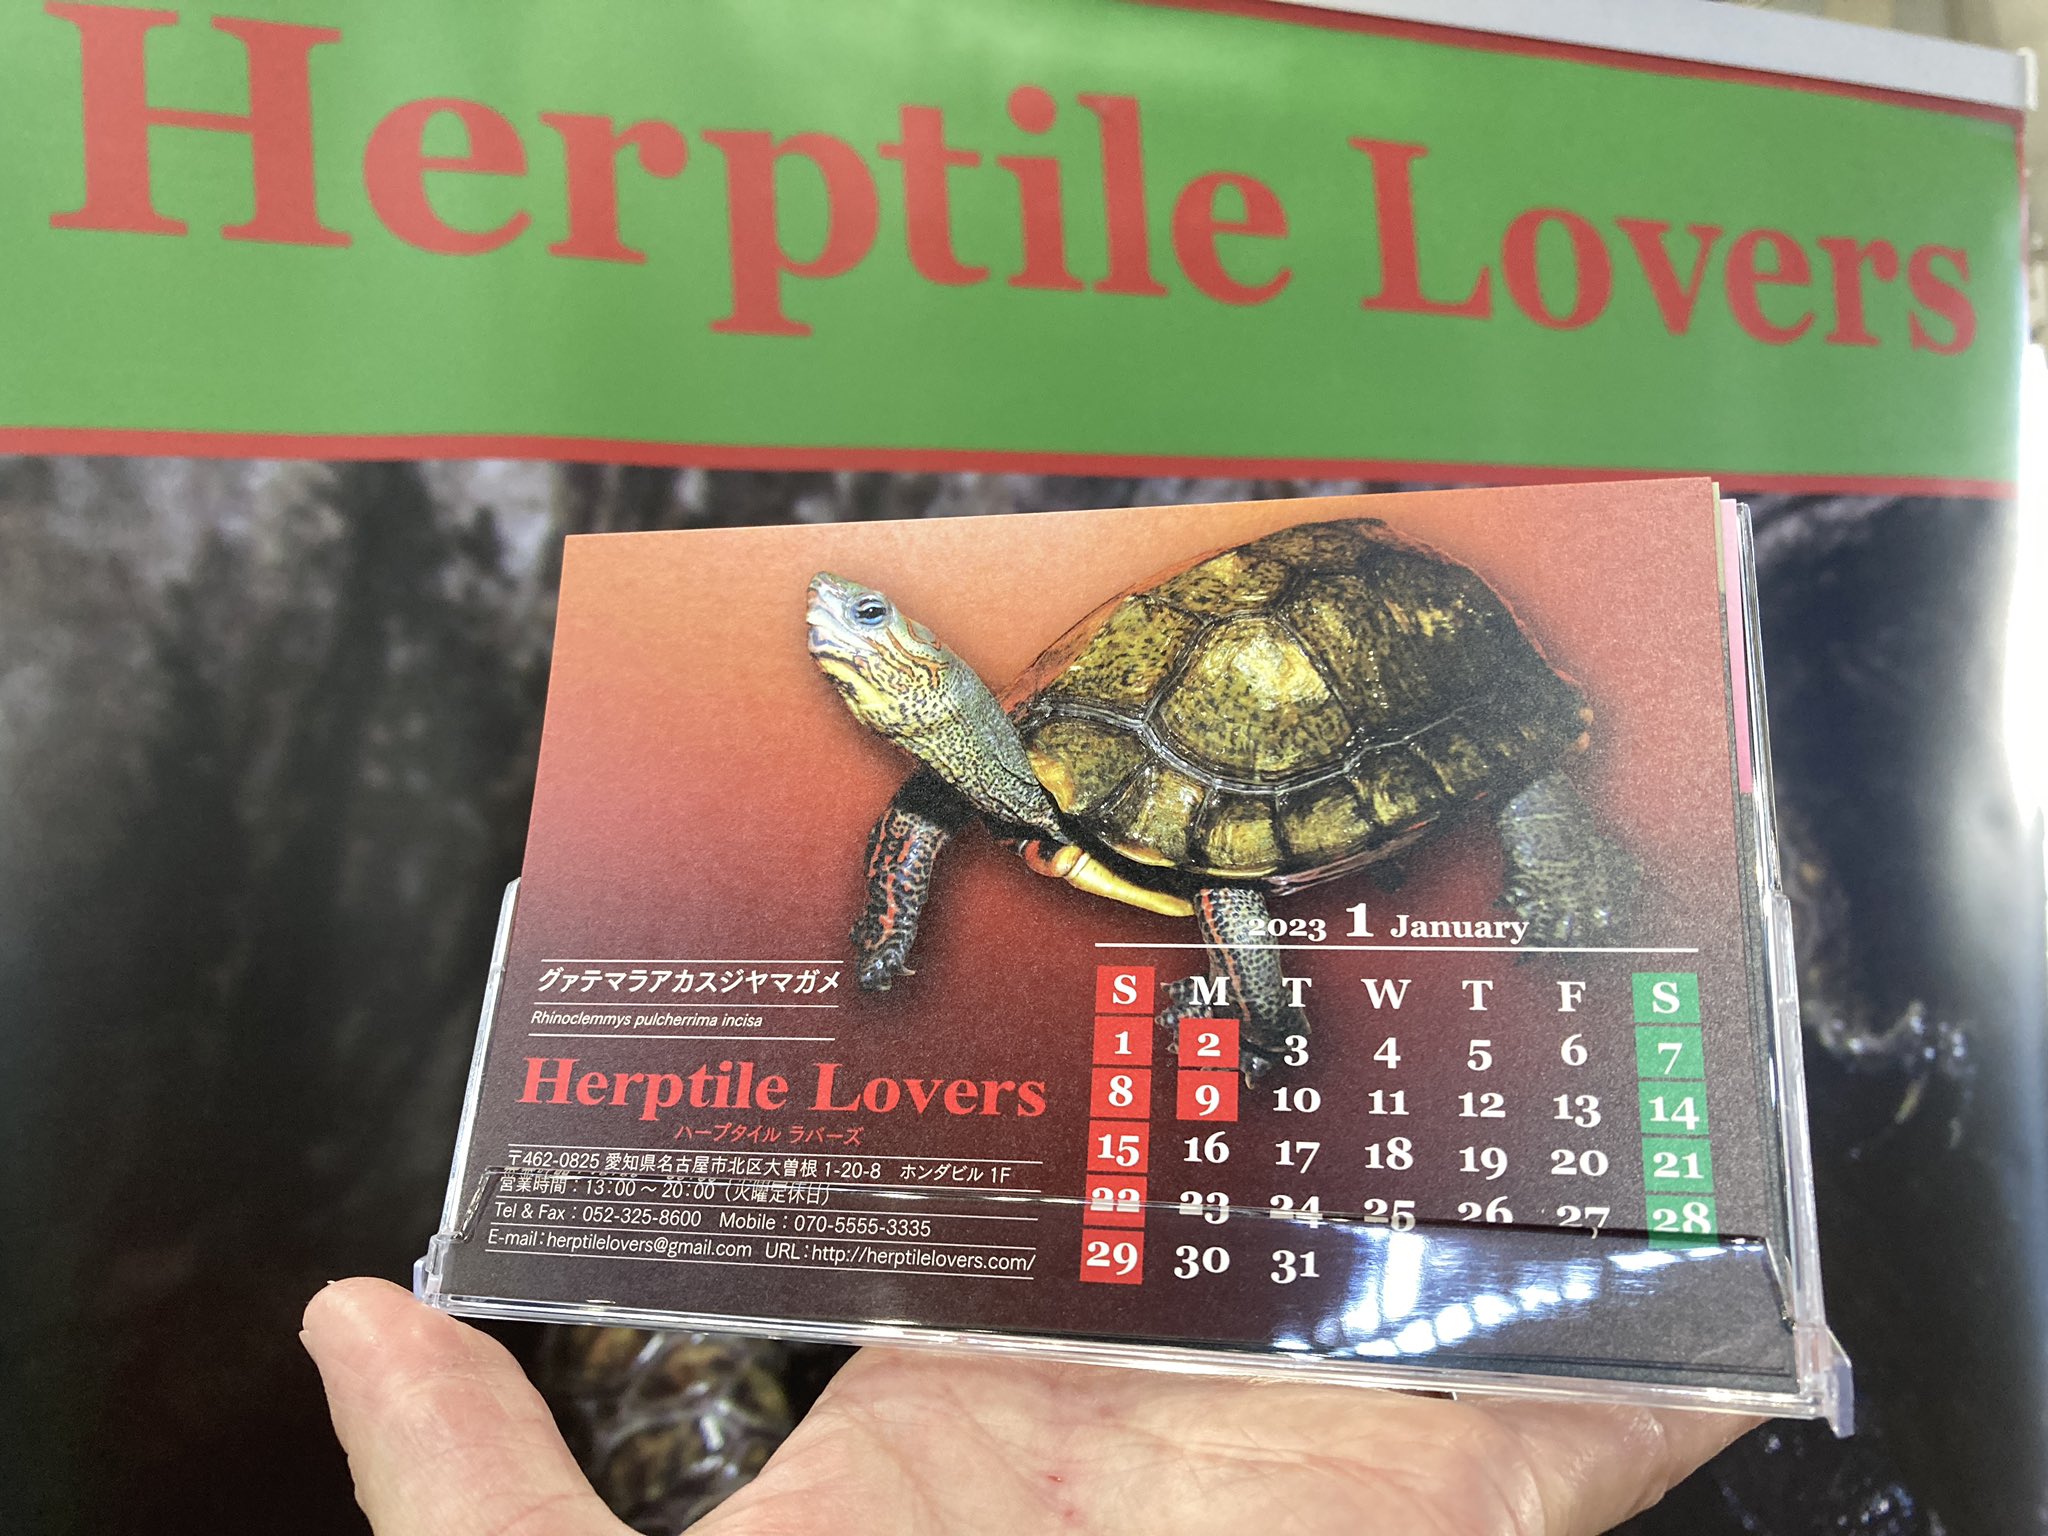 Herptile Lovers
グァテマラアカスジヤマガメ
Rhinoclemmys pulcherrima incisa
Herptile Lovers
ハープタイル ラバーズ
〒462-0825 愛知県名古屋市北区大曽根 1-20-8 ホンダビル 1F
営業時間：13:00 ～ 20:00（火曜定休日）
Tel & Fax：052-325-8600 Mobile：070-5555-3335
E-mail：herptilelovers@gmail.com URL：http://herptilelovers.com/
2023 1 January
S M T W T F S
1 2 3 4 5 6 7
8 9 10 11 12 13 14
15 16 17 18 19 20 21
22 23 24 25 26 27 28
29 30 31